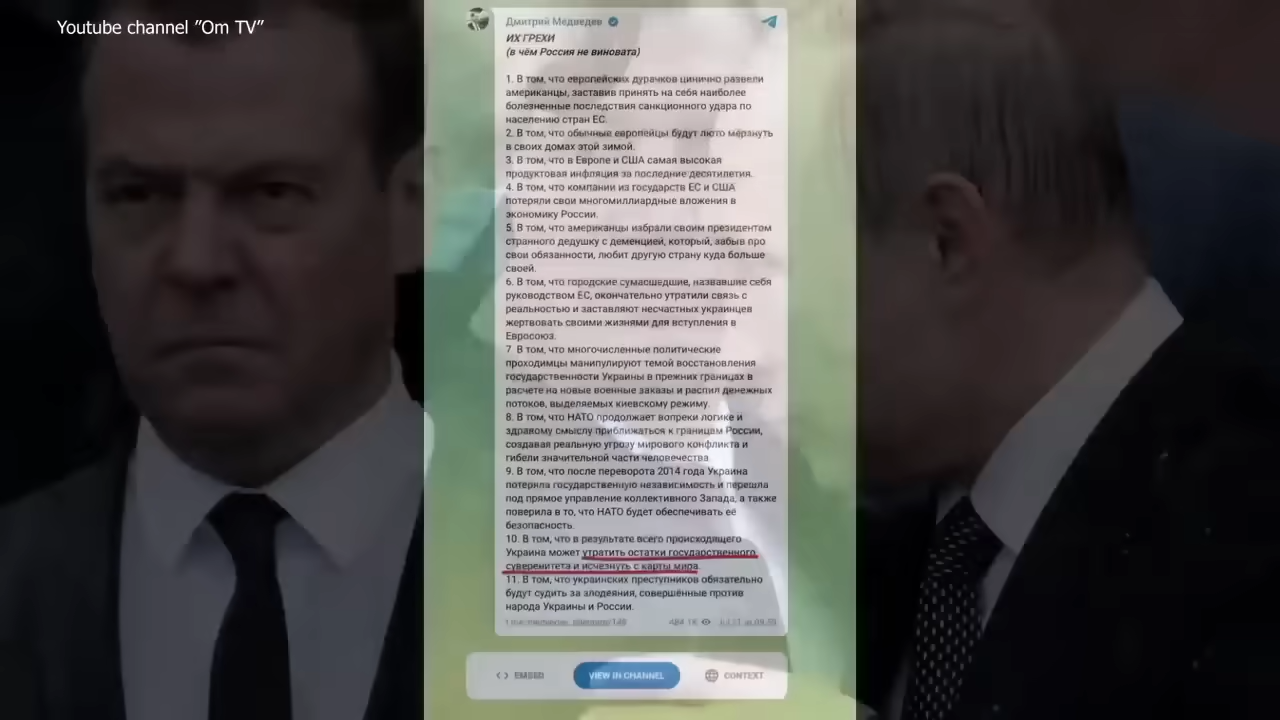 Youtube channel ”Om TV”
Дмитрий Медведев
ИХ ГРЕХИ
(в чём Россия не виновата)
1. В том, что европейских дурачков цинично развели
американцы, заставив принять на себя наиболее
болезненные последствия санкционного удара по
населению стран ЕС.
2. В том, что обычные европейцы будут люто мёрзнуть
в своих домах этой зимой.
3. В том, что в Европе и США самая высокая
продуктовая инфляция за последние десятилетия.
4. В том, что компании из государств ЕС и США
потеряли свои многомиллиардные вложения в
экономику России.
5. В том, что американцы избрали своим президентом
странного дедушку с деменцией, который, забыв про
свои обязанности, любит другую страну куда больше
своей.
6. В том, что городские сумасшедшие, назвавшие себя
руководством ЕС, окончательно утратили связь с
реальностью и заставляют несчастных украинцев
жертвовать своими жизнями для вступления в
Евросоюз.
7. В том, что многочисленные политические
проходимцы манипулируют темой восстановления
государственности Украины в прежних границах в
расчете на новые военные заказы и распил денежных
потоков, выделяемых киевскому режиму.
8. В том, что НАТО продолжает вопреки логике и
здравому смыслу приближаться к границам России,
создавая реальную угрозу мирового конфликта и
гибели значительной части человечества.
9. В том, что после переворота 2014 года Украина
потеряла государственную независимость и перешла
под прямое управление коллективного Запада, а также
поверила в то, что НАТО будет обеспечивать её
безопасность.
10. В том, что в результате всего происходящего
Украина может утратить остатки государственного
суверенитета и исчезнуть с карты мира.
11. В том, что украинских преступников обязательно
будут судить за злодеяния, совершённые против
народа Украины и России.
EMBED
VIEW IN CHANNEL
CONTEXT